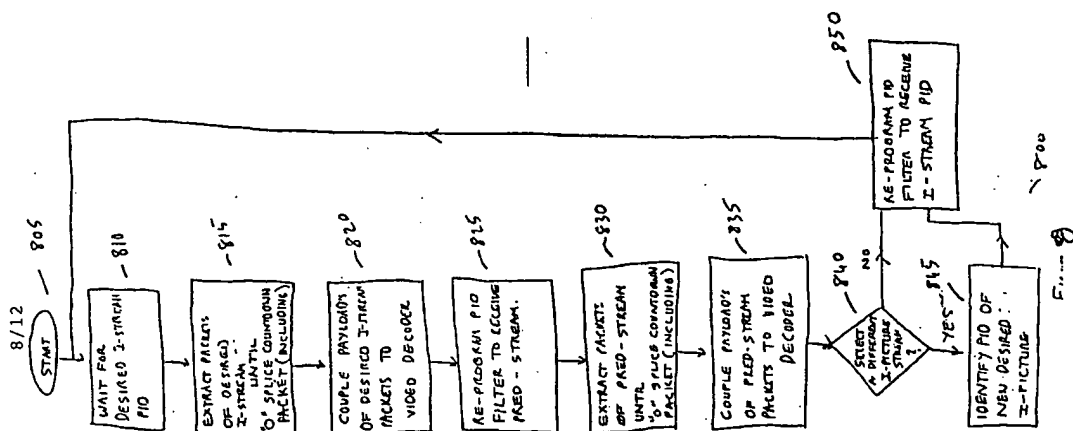 8/12
START
805
WAIT FOR
DESIRED I-STREAM
PID
810
EXTRACT PACKETS
OF DESIRED
I-STREAM
UNTIL
"0" SPLICE COUNTDOWN
PACKET (INCLUDING)
815
COUPLE PAYLOADS
OF DESIRED I-STREAM
PACKETS TO
VIDEO DECODER
820
RE-PROGRAM PID
FILTER TO RECEIVE
PRED-STREAM.
825
EXTRACT PACKETS
OF PRED-STREAM
UNTIL
"0" SPLICE COUNTDOWN
PACKET (INCLUDING)
830
COUPLE PAYLOAD'S
OF PRED-STREAM
PACKETS TO VIDEO
DECODER
835
SELECT
A DIFFERENT
I-PICTURE
STREAM
?
840
NO
YES
845
IDENTIFY PID OF
NEW DESIRED
I-PICTURE
RE-PROGRAM PID
FILTER TO RECEIVE
I-STREAM PID
850
800